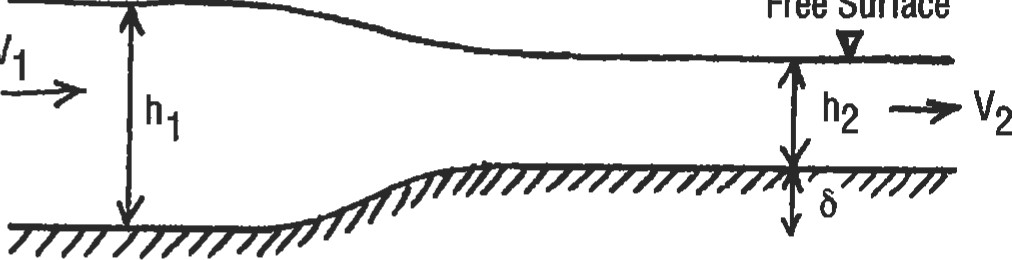 Free Surface
V1
h1
h2
V2
δ